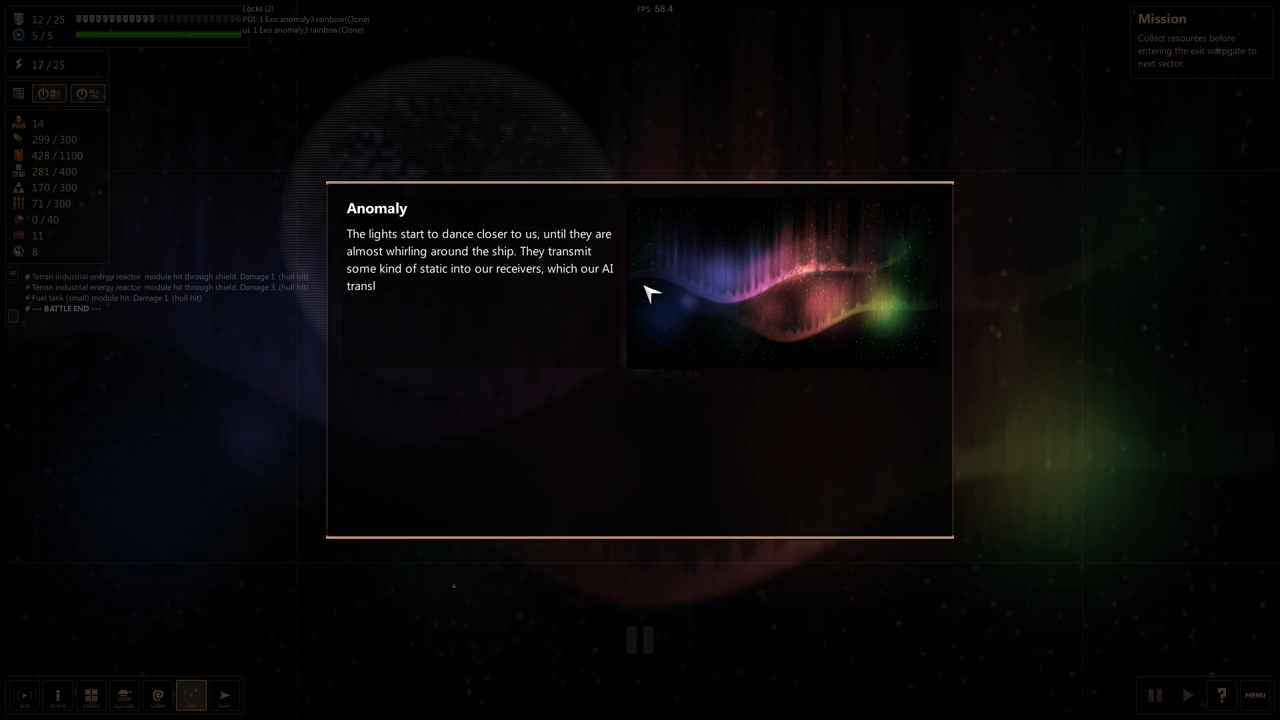 12 / 25
5 / 5
Locks (2)
POI: 1 Exo anomaly3 rainbow(Clone)
ui: 1 Exo anomaly3 rainbow(Clone)
FPS: 58.4
Mission
Collect resources before
entering the exit warpgate to
next sector.
17 / 25
14
299 / 300
428 / 1100
281 / 400
170 / 300
71 / 300
0 / 40
11
8
# Terran industrial energy reactor module hit through shield. Damage 1. (hull hit)
# Terran industrial energy reactor module hit through shield. Damage 3. (hull hit)
# Fuel tank (small) module hit. Damage 1. (hull hit)
# --- BATTLE END ---
Anomaly
The lights start to dance closer to us, until they are
almost whirling around the ship. They transmit
some kind of static into our receivers, which our AI
transl
Giant star
?
MENU